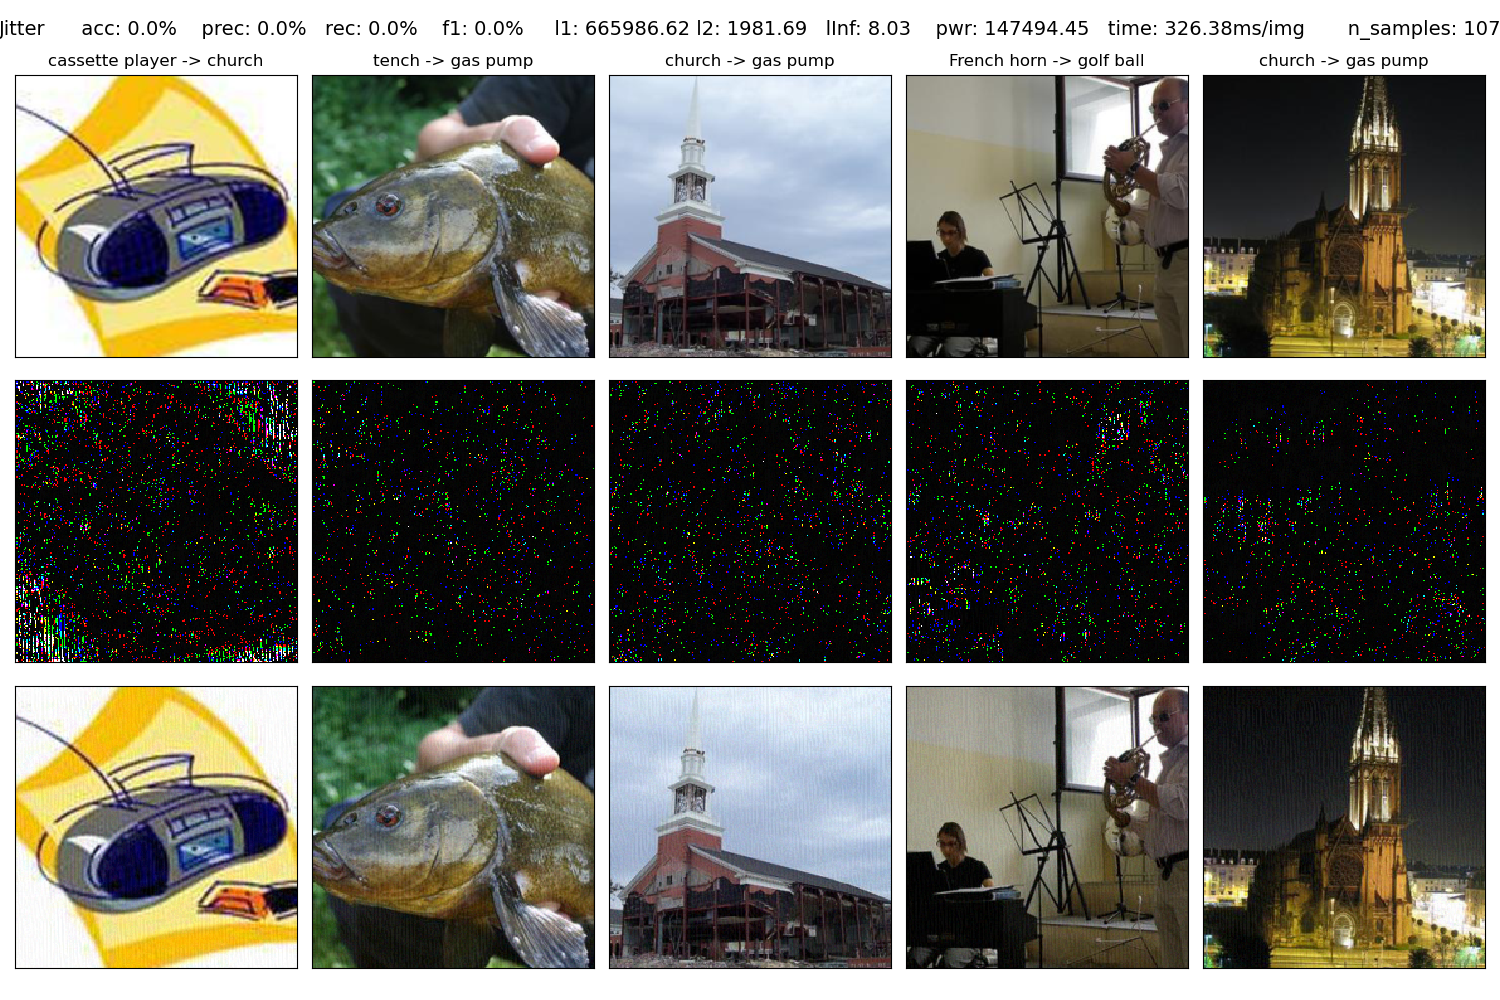 Jitter acc: 0.0% prec: 0.0% rec: 0.0% f1: 0.0% l1: 665986.62 l2: 1981.69 lInf: 8.03 pwr: 147494.45 time: 326.38ms/img n_samples: 107
cassette player -> church
tench -> gas pump
church -> gas pump
French horn -> golf ball
church -> gas pump